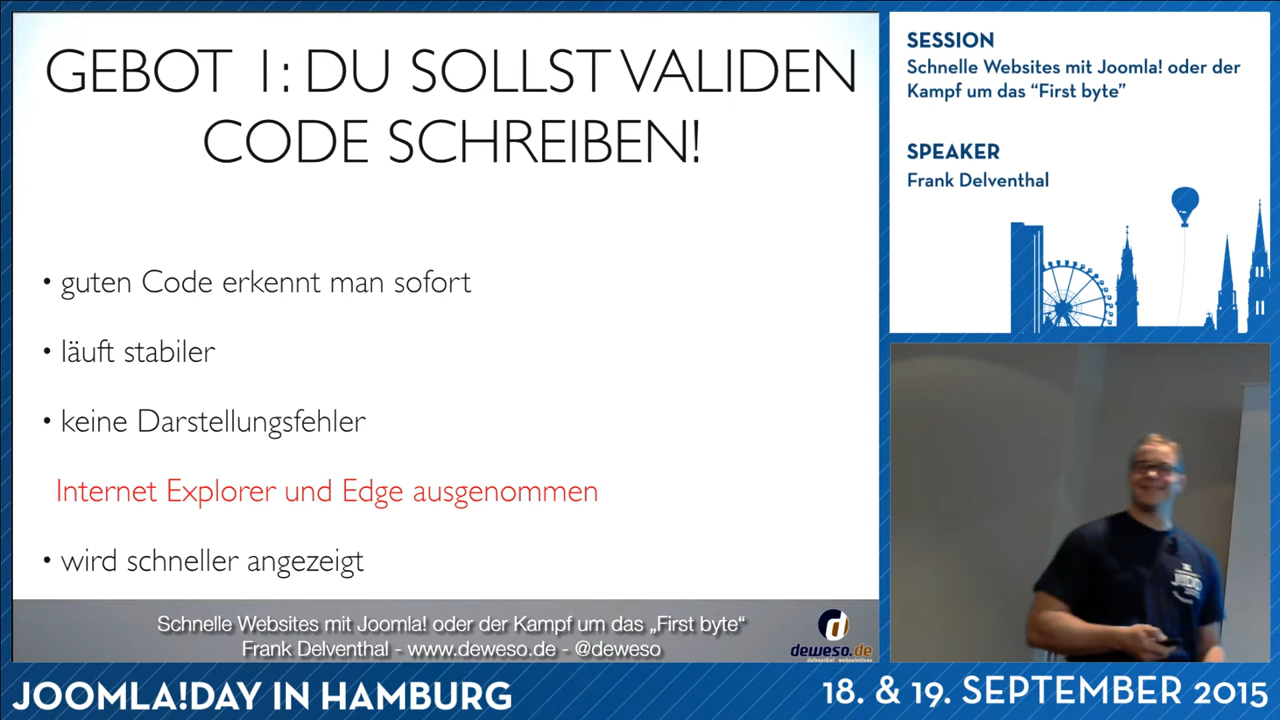 GEBOT 1: DU SOLLST VALIDEN
CODE SCHREIBEN!
• guten Code erkennt man sofort
• läuft stabiler
• keine Darstellungsfehler
Internet Explorer und Edge ausgenommen
• wird schneller angezeigt
Schnelle Websites mit Joomla! oder der Kampf um das „First byte“
Frank Delventhal - www.deweso.de - @deweso
deweso.de
delventhal websolutions
SESSION
Schnelle Websites mit Joomla! oder der
Kampf um das “First byte”
SPEAKER
Frank Delventhal
JOOMLA!DAY IN HAMBURG
18. & 19. SEPTEMBER 2015